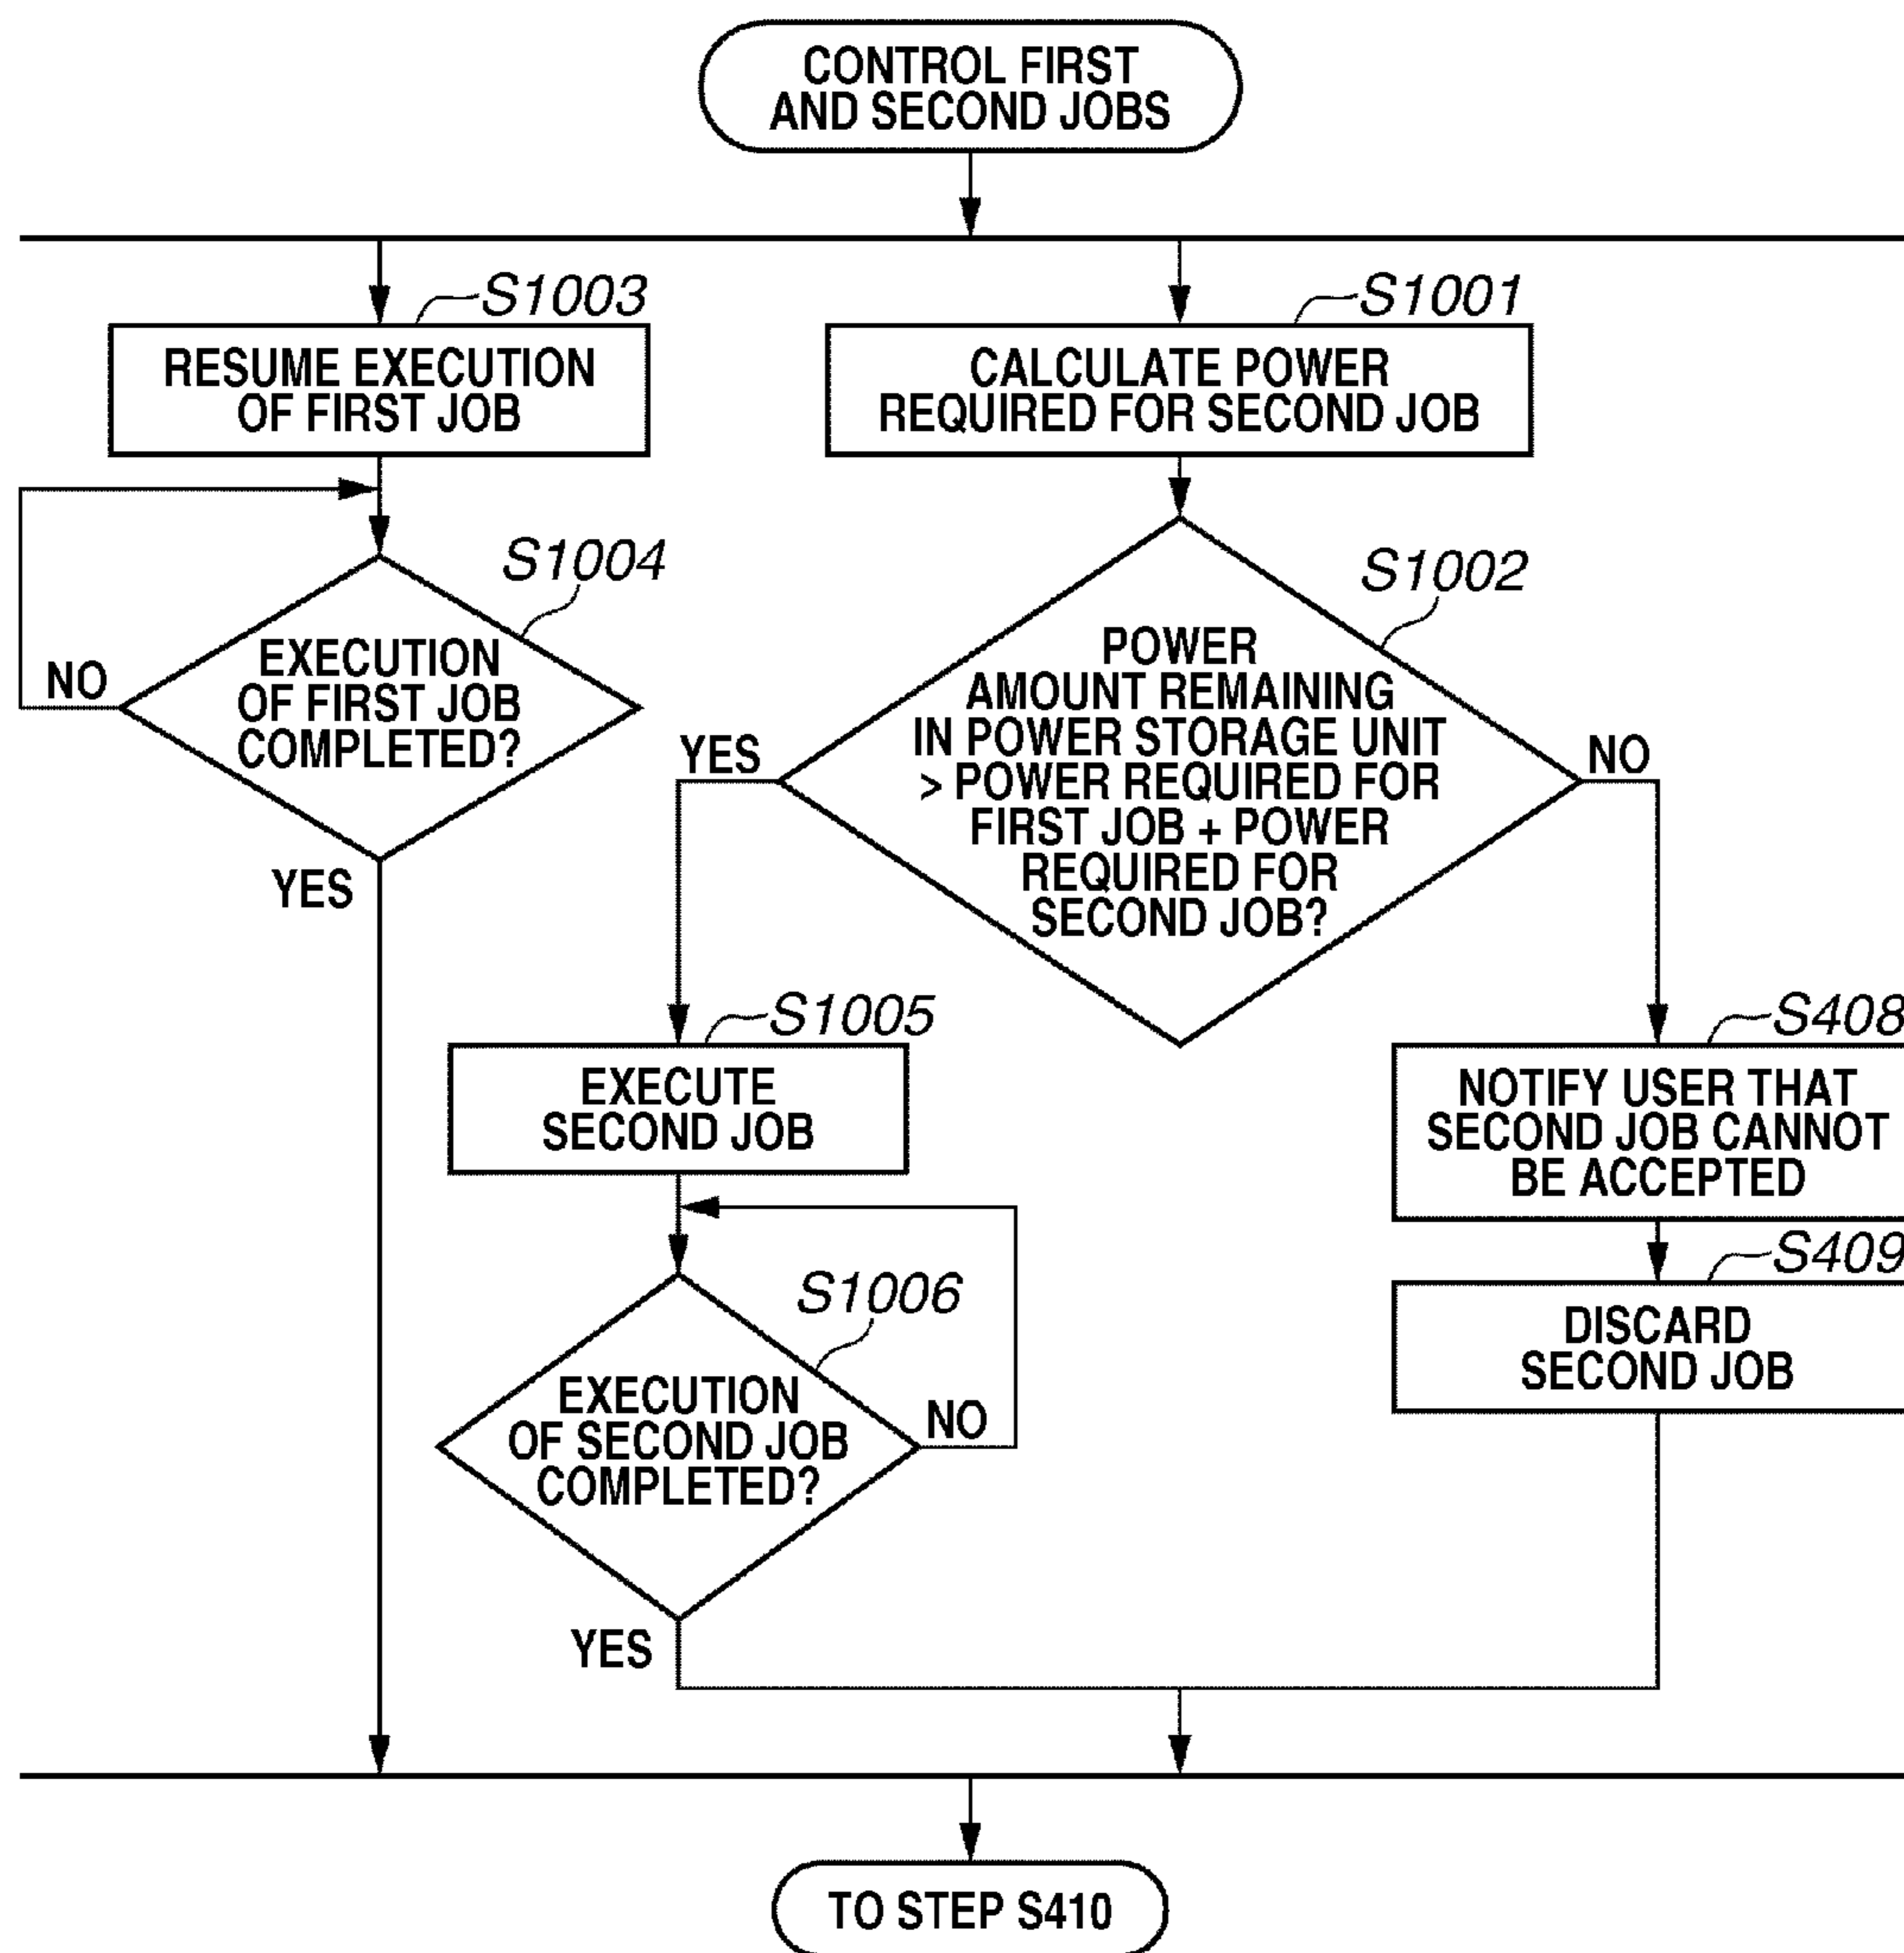 CONTROL FIRST
AND SECOND JOBS
S1003
RESUME EXECUTION
OF FIRST JOB
S1001
CALCULATE POWER
REQUIRED FOR SECOND JOB
S1004
EXECUTION
OF FIRST JOB
COMPLETED?
NO
YES
S1002
POWER
AMOUNT REMAINING
IN POWER STORAGE UNIT
> POWER REQUIRED FOR
FIRST JOB + POWER
REQUIRED FOR
SECOND JOB?
YES
NO
S1005
EXECUTE
SECOND JOB
S408
NOTIFY USER THAT
SECOND JOB CANNOT
BE ACCEPTED
S1006
EXECUTION
OF SECOND JOB
COMPLETED?
NO
YES
S409
DISCARD
SECOND JOB
TO STEP S410